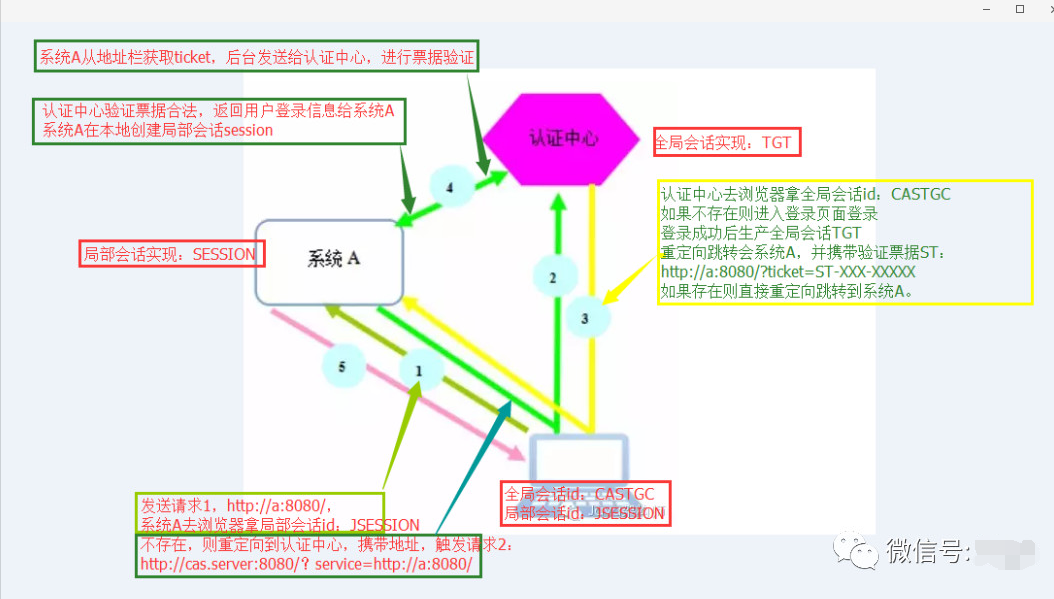 系统A从地址栏获取ticket，后台发送给认证中心，进行票据验证
认证中心验证票据合法，返回用户登录信息给系统A
系统A在本地创建局部会话session
认证中心
全局会话实现：TGT
4
认证中心去浏览器拿全局会话id：CASTGC
如果不存在则进入登录页面登录
登录成功后生产全局会话TGT
重定向跳转会系统A，并携带验证票据ST：
http://a:8080/?ticket=ST-XXX-XXXXX
如果存在则直接重定向跳转到系统A。
局部会话实现：SESSION
系统 A
2
3
5
1
全局会话id：CASTGC
局部会话id：JSESSION
发送请求1，http://a:8080/，
系统A去浏览器拿局部会话id：JSESSION
不存在，则重定向到认证中心，携带地址，触发请求2：
http://cas.server:8080/？service=http://a:8080/
微信号: